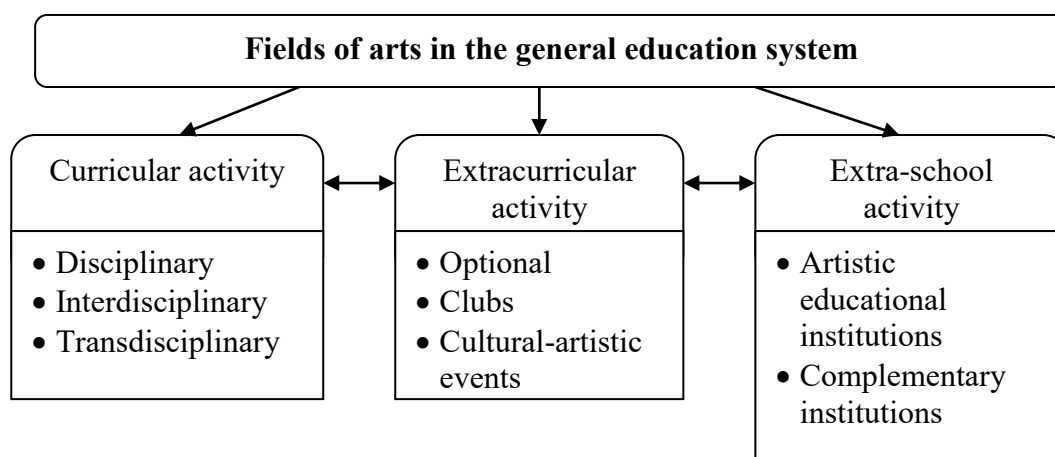 Fields of arts in the general education system
Curricular activity
• Disciplinary
• Interdisciplinary
• Transdisciplinary
Extracurricular
activity
• Optional
• Clubs
• Cultural-artistic
events
Extra-school
activity
• Artistic
educational
institutions
• Complementary
institutions